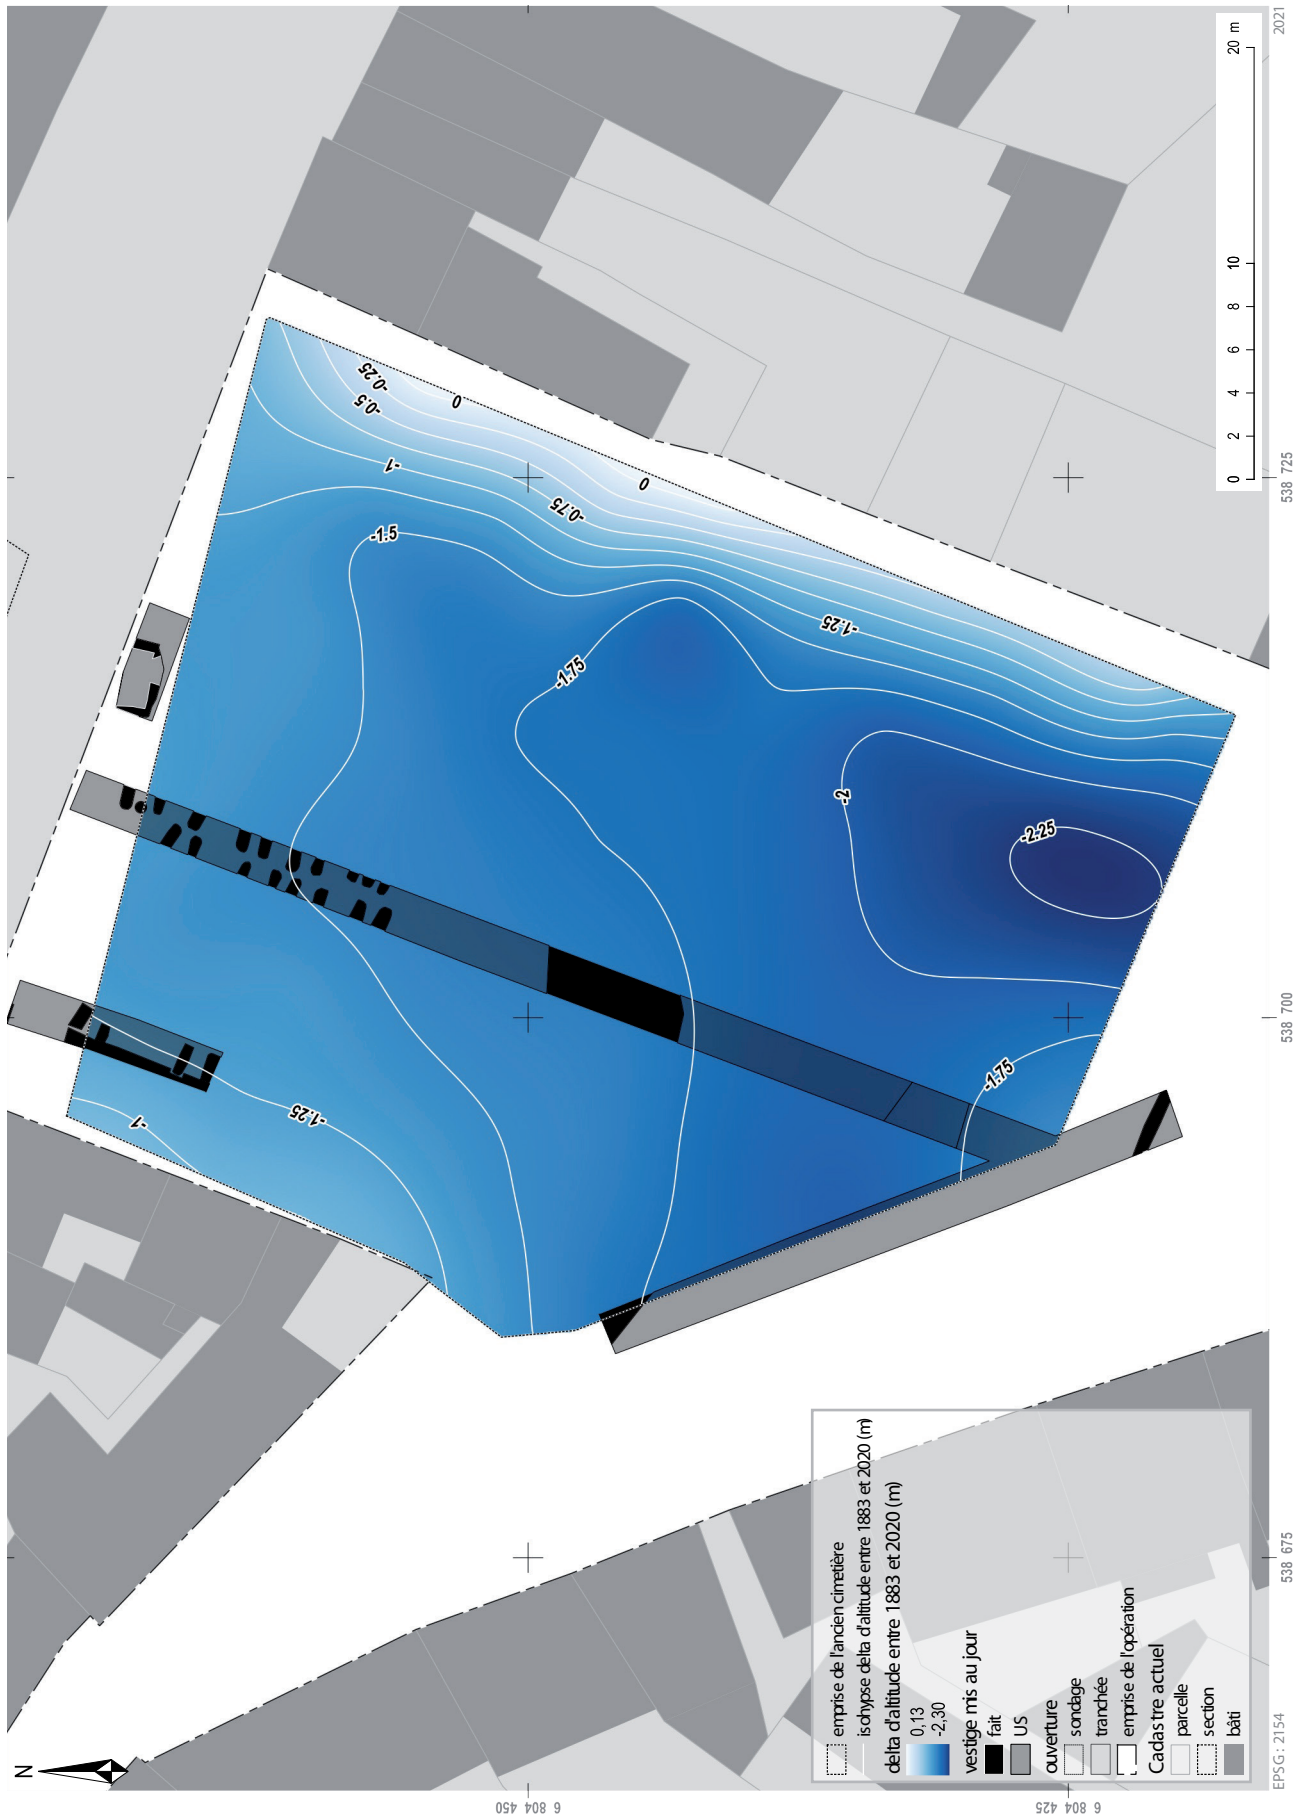 N
-0.25
-0.5
0
-1
-0.75
0
-1.5
-1.75
-1.25
-2
-2.25
-1.75
-1.25
-1
emprise de l'ancien cimetière
isohypse delta d'altitude entre 1883 et 2020 (m)
delta d'altitude entre 1883 et 2020 (m)
0,13
-2,30
vestige mis au jour
fait
US
ouverture
sondage
tranchée
emprise de l'opération
Cadastre actuel
parcelle
section
bâti
0 2 4 6 8 10 20 m
538 675
538 700
538 725
6 804 450
6 804 425
EPSG : 2154
2021